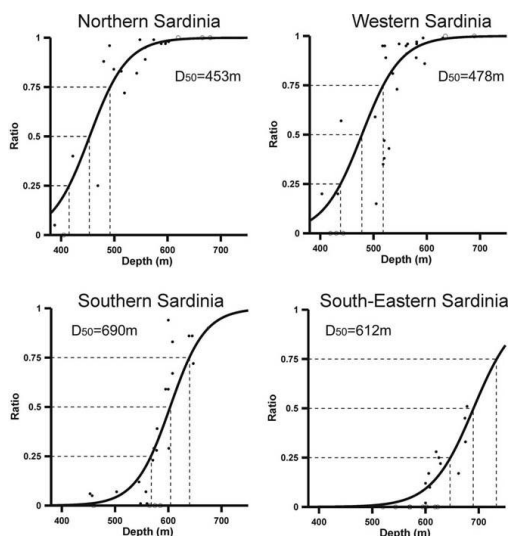 Northern Sardinia
1
0.75
0.5
0.25
0
Ratio
D50=453m
400
500
600
700
Depth (m)
Western Sardinia
1
0.75
0.5
0.25
0
Ratio
D50=478m
400
500
600
700
Depth (m)
Southern Sardinia
1
0.75
0.5
0.25
0
Ratio
D50=690m
400
500
600
700
Depth (m)
South-Eastern Sardinia
1
0.75
0.5
0.25
0
Ratio
D50=612m
400
500
600
700
Depth (m)